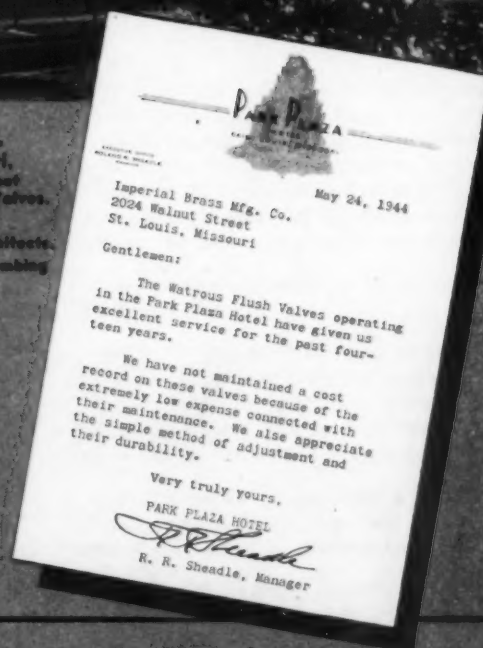 PARK PLAZA
May 24, 1944
Imperial Brass Mfg. Co.
2024 Walnut Street
St. Louis, Missouri
Gentlemen:
The Watrous Flush Valves operating
in the Park Plaza Hotel have given us
excellent service for the past four-
teen years.
We have not maintained a cost
record on these valves because of the
extremely low expense connected with
their maintenance. We also appreciate
the simple method of adjustment and
their durability.
Very truly yours,
PARK PLAZA HOTEL
R R Sheadle
R. R. Sheadle, Manager